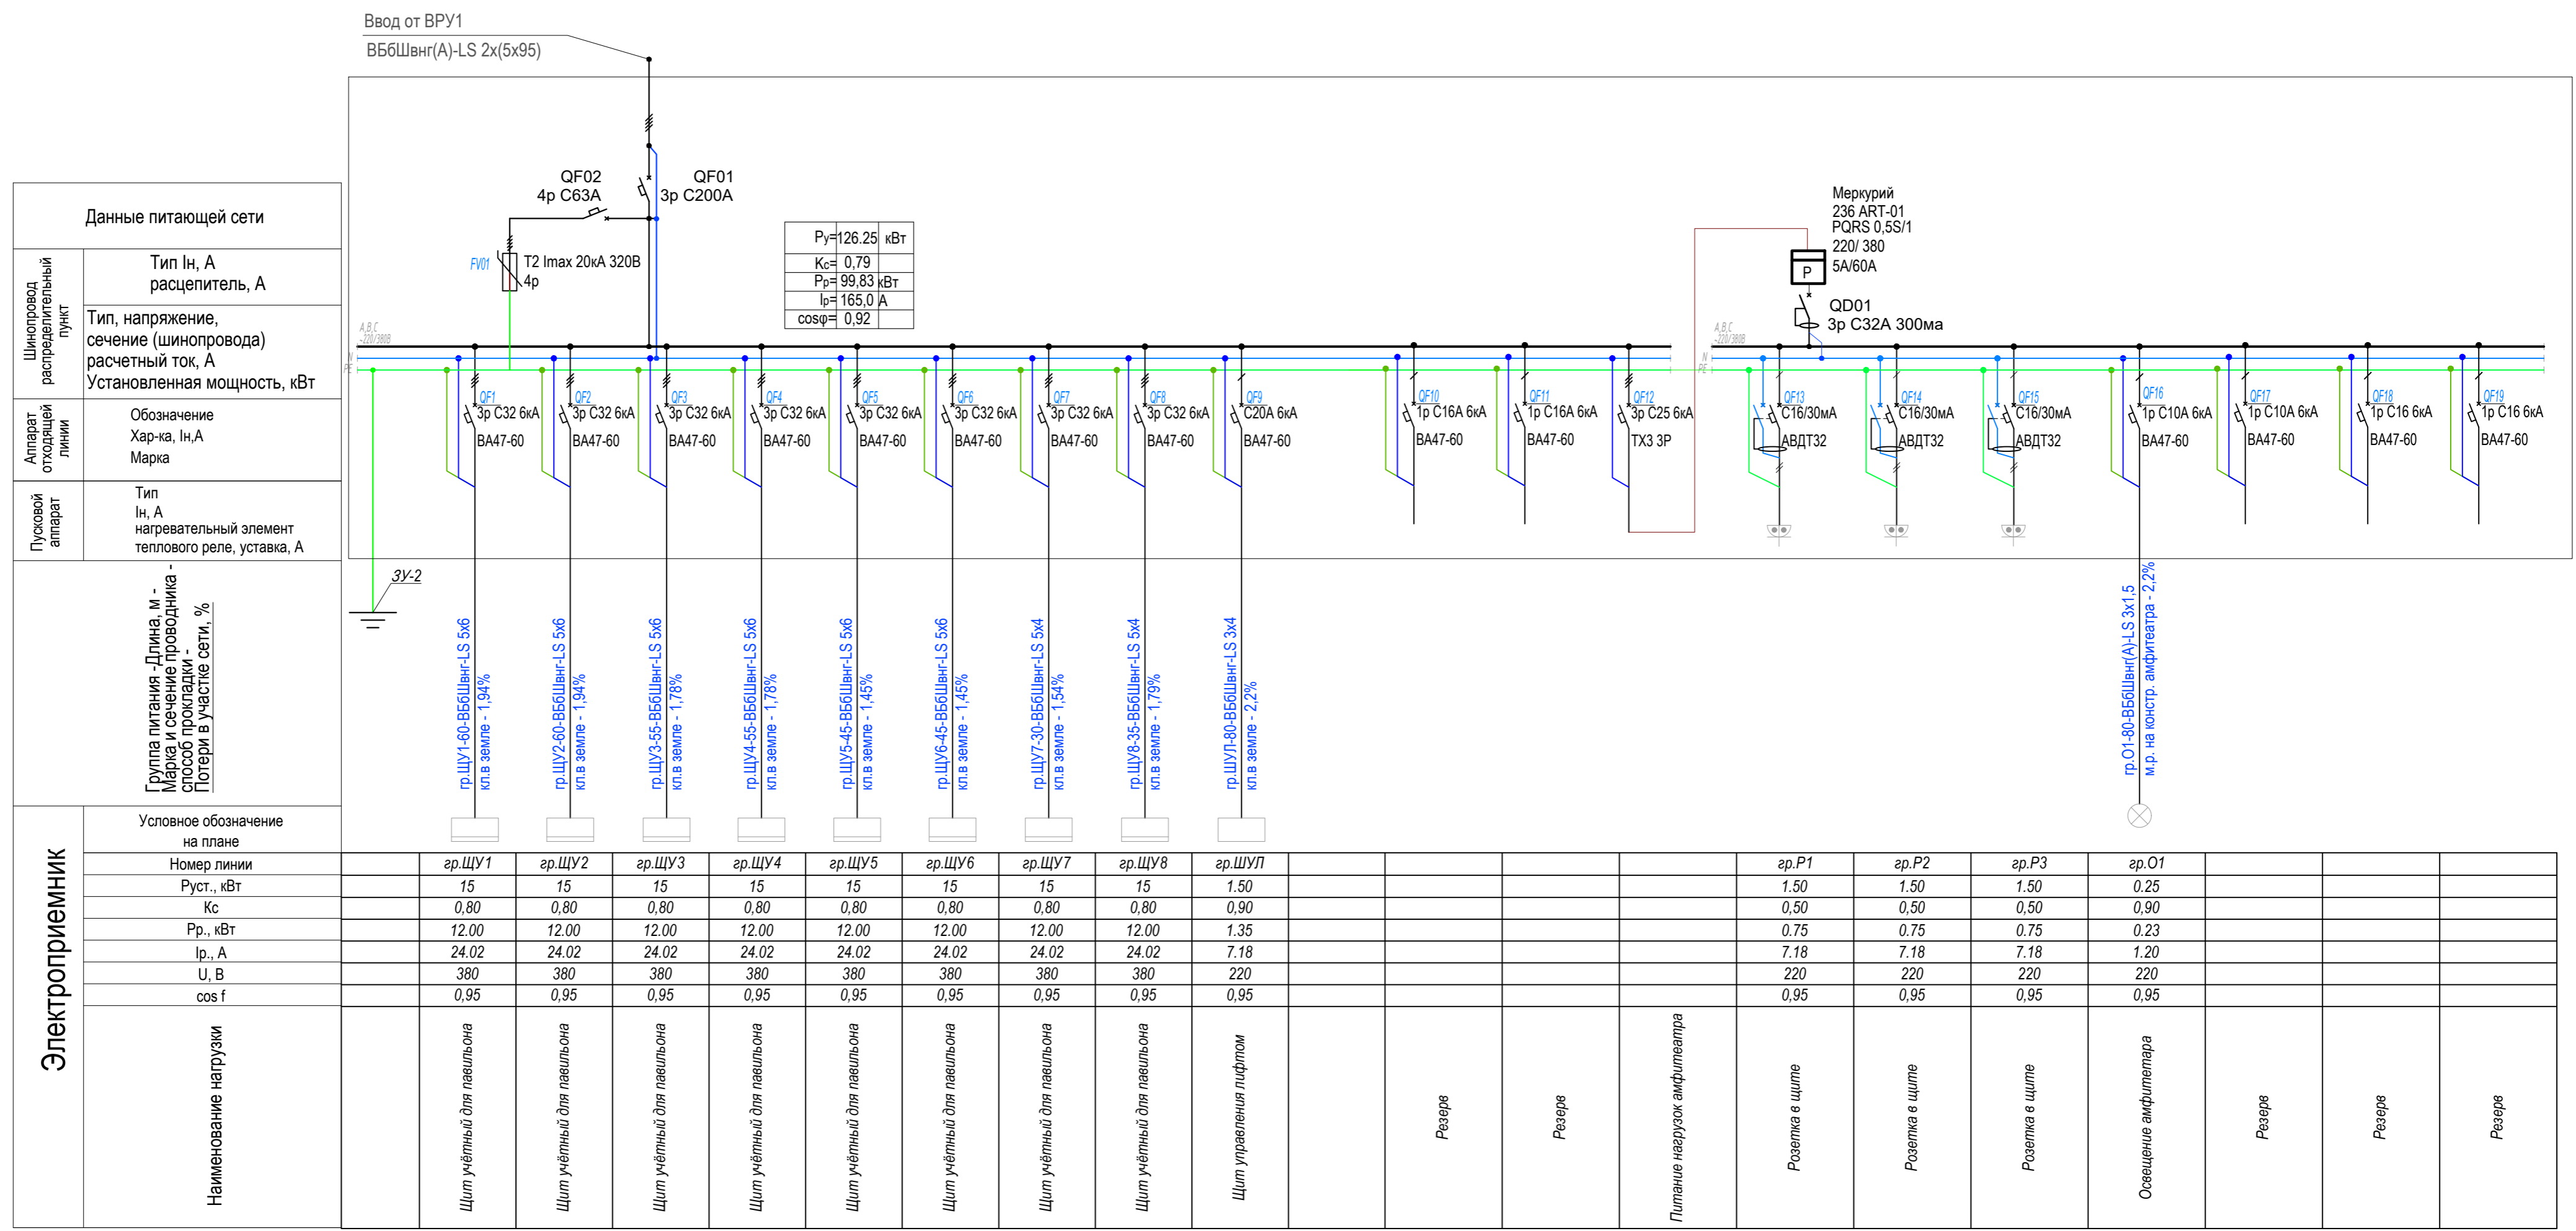 Ввод от ВРУ1
ВБбШвнг(А)-LS 2х(5х95)
QF02
4р С63А
QF01
3р С200А
FV01
Т2 Imax 20кА 320В
4р
Ру=126.25 кВт
Кс= 0,79
Рр= 99,83 кВт
Iр= 165,0 А
cosφ= 0,92
Меркурий
236 ART-01
PQRS 0,5S/1
220/ 380
5А/60А
P
QD01
3р С32А 300ма
A,B,C
~220/380В
N
PE
A,B,C
~220/380В
N
PE
QF1
3р С32 6кА
ВА47-60
QF2
3р С32 6кА
ВА47-60
QF3
3р С32 6кА
ВА47-60
QF4
3р С32 6кА
ВА47-60
QF5
3р С32 6кА
ВА47-60
QF6
3р С32 6кА
ВА47-60
QF7
3р С32 6кА
ВА47-60
QF8
3р С32 6кА
ВА47-60
QF9
С20А 6кА
ВА47-60
QF10
1р С16А 6кА
ВА47-60
QF11
1р С16А 6кА
ВА47-60
QF12
3р С25 6кА
ТХ3 3Р
QF13
С16/30мА
АВДТ32
QF14
С16/30мА
АВДТ32
QF15
С16/30мА
АВДТ32
QF16
1р С10А 6кА
ВА47-60
QF17
1р С10А 6кА
ВА47-60
QF18
1р С16 6кА
ВА47-60
QF19
1р С16 6кА
ВА47-60
Данные питающей сети
Шинопровод
распределительный
пункт
Тип Iн, А
расцепитель, А
Тип, напряжение,
сечение (шинопровода)
расчетный ток, А
Установленная мощность, кВт
Аппарат
отходящей
линии
Обозначение
Хар-ка, Iн,А
Марка
Пусковой
аппарат
Тип
Iн, А
нагревательный элемент
теплового реле, уставка, А
Группа питания -Длина, м -
Марка и сечение проводника -
способ прокладки -
Потери в участке сети, %
ЗУ-2
гр.ЩУ1-60-ВБбШвнг-LS 5х6
кл.в земле - 1,94%
гр.ЩУ2-60-ВБбШвнг-LS 5х6
кл.в земле - 1,94%
гр.ЩУ3-55-ВБбШвнг-LS 5х6
кл.в земле - 1,78%
гр.ЩУ4-55-ВБбШвнг-LS 5х6
кл.в земле - 1,78%
гр.ЩУ5-45-ВБбШвнг-LS 5х6
кл.в земле - 1,45%
гр.ЩУ6-45-ВБбШвнг-LS 5х6
кл.в земле - 1,45%
гр.ЩУ7-30-ВБбШвнг-LS 5х4
кл.в земле - 1,54%
гр.ЩУ8-35-ВБбШвнг-LS 5х4
кл.в земле - 1,79%
гр.ШУЛ-80-ВБбШвнг-LS 3х4
кл.в земле - 2,2%
гр.О1-80-ВБбШвнг(А)-LS 3х1,5
м.р. на констр. амфитеатра - 2,2%
Электроприемник
Условное обозначение
на плане
Номер линии гр.ЩУ1 гр.ЩУ2 гр.ЩУ3 гр.ЩУ4 гр.ЩУ5 гр.ЩУ6 гр.ЩУ7 гр.ЩУ8 гр.ШУЛ гр.Р1 гр.Р2 гр.Р3 гр.О1
Руст., кВт 15 15 15 15 15 15 15 15 1.50 1.50 1.50 1.50 0.25
Кс 0,80 0,80 0,80 0,80 0,80 0,80 0,80 0,80 0,90 0,50 0,50 0,50 0,90
Рр., кВт 12.00 12.00 12.00 12.00 12.00 12.00 12.00 12.00 1.35 0.75 0.75 0.75 0.23
Iр., А 24.02 24.02 24.02 24.02 24.02 24.02 24.02 24.02 7.18 7.18 7.18 7.18 1.20
U, В 380 380 380 380 380 380 380 380 220 220 220 220 220
cos f 0,95 0,95 0,95 0,95 0,95 0,95 0,95 0,95 0,95 0,95 0,95 0,95 0,95
Наименование нагрузки
Щит учётный для павильона
Щит учётный для павильона
Щит учётный для павильона
Щит учётный для павильона
Щит учётный для павильона
Щит учётный для павильона
Щит учётный для павильона
Щит учётный для павильона
Щит управления лифтом
Резерв
Резерв
Питание нагрузок амфитеатра
Розетка в щите
Розетка в щите
Розетка в щите
Освещение амфитетара
Резерв
Резерв
Резерв